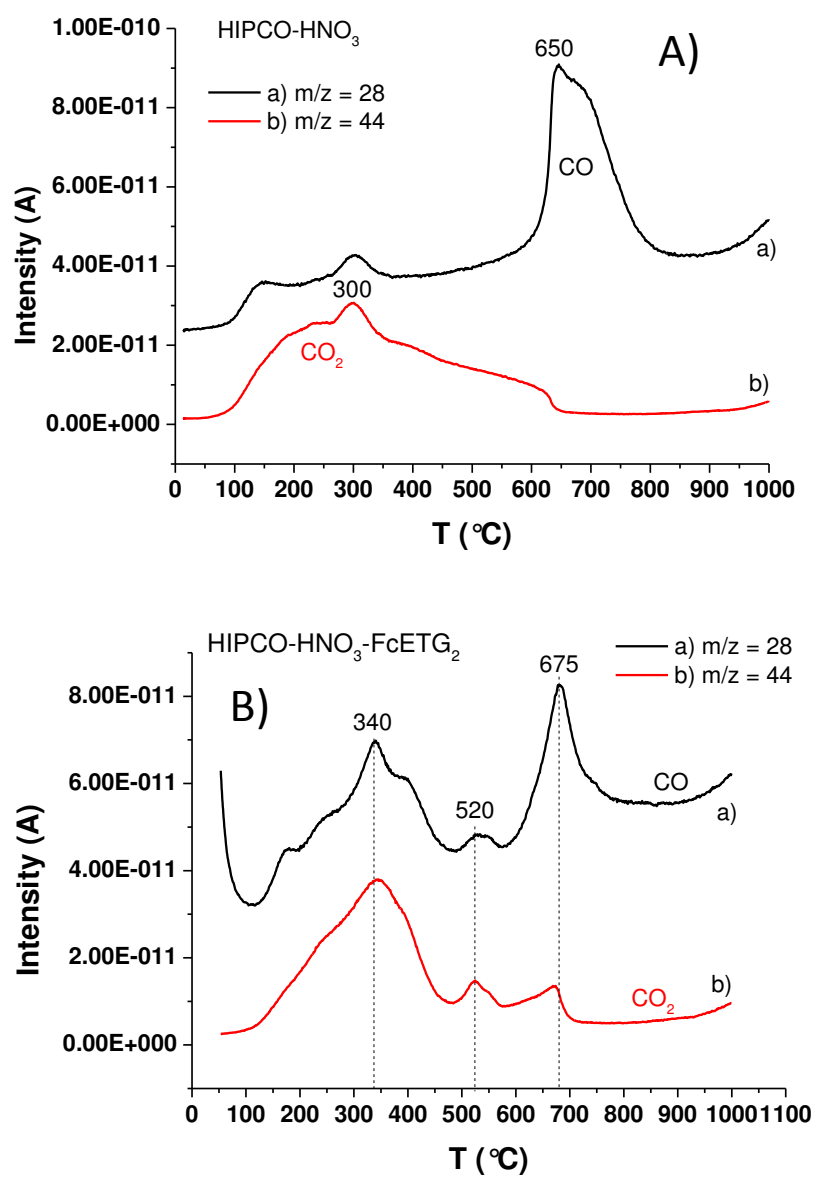 HIPCO-HNO3
A)
a) m/z = 28
b) m/z = 44
650
CO
a)
300
CO2
b)
1.00E-010
8.00E-011
6.00E-011
4.00E-011
2.00E-011
0.00E+000
Intensity (A)
0 100 200 300 400 500 600 700 800 900 1000
T (°C)
HIPCO-HNO3-FcETG2
B)
a) m/z = 28
b) m/z = 44
675
340
520
CO
a)
b)
CO2
8.00E-011
6.00E-011
4.00E-011
2.00E-011
0.00E+000
Intensity (A)
0 100 200 300 400 500 600 700 800 900 1000 1100
T (°C)